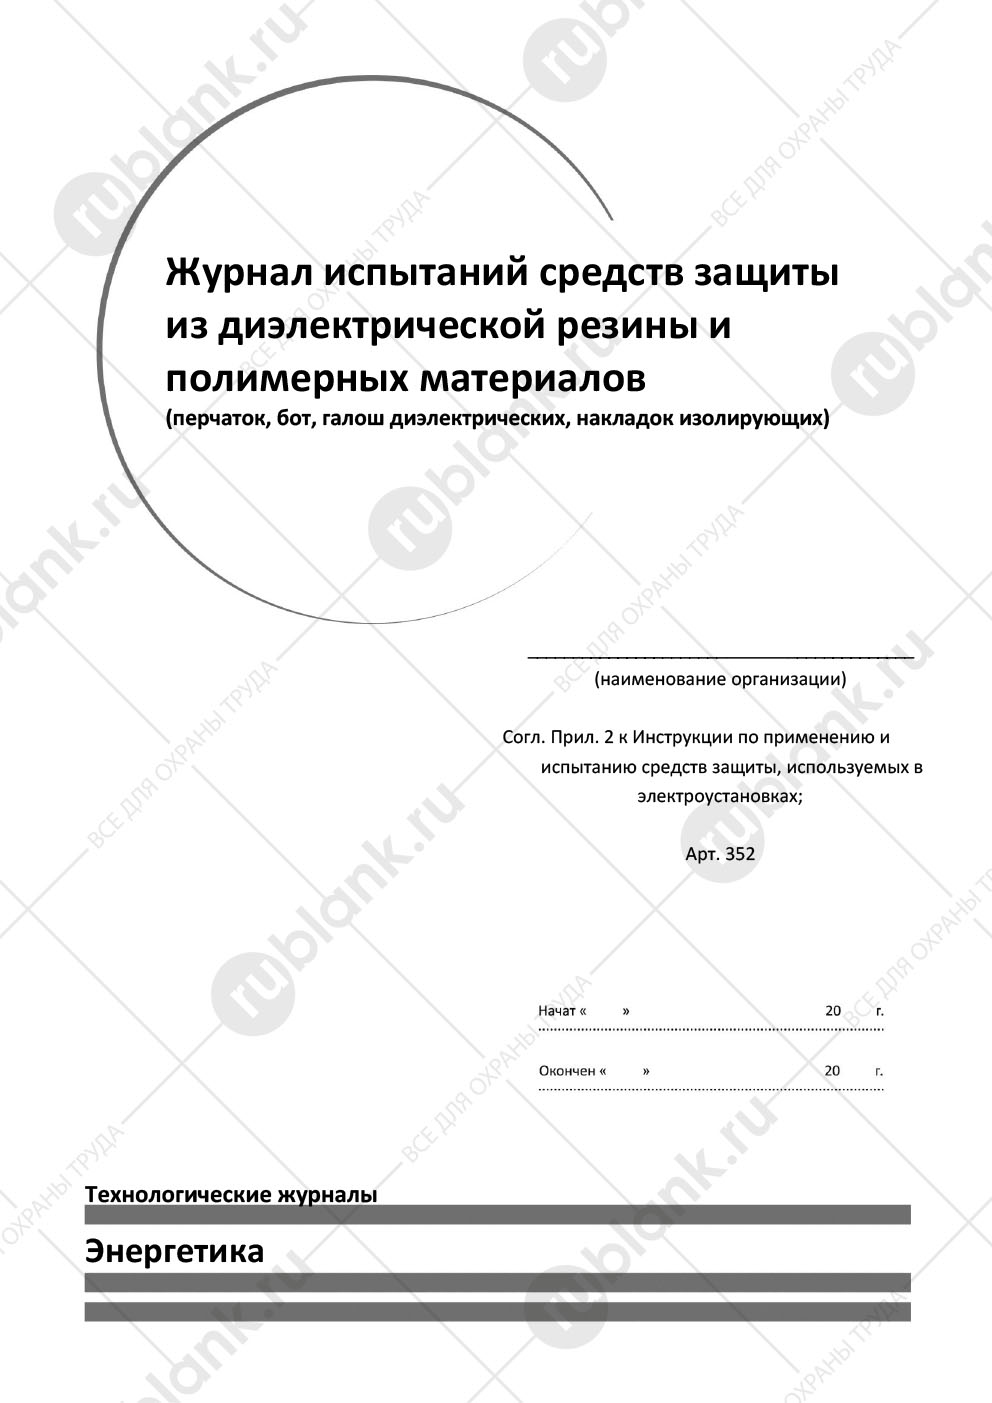 Журнал испытаний средств защиты
из диэлектрической резины и
полимерных материалов
(перчаток, бот, галош диэлектрических, накладок изолирующих)
(наименование организации)
Согл. Прил. 2 к Инструкции по применению и
испытанию средств защиты, используемых в
электроустановках;
Арт. 352
Начат « » 20 г.
Окончен « » 20 г.
Технологические журналы
Энергетика
rublank.ru
ВСЕ ДЛЯ ОХРАНЫ ТРУДА